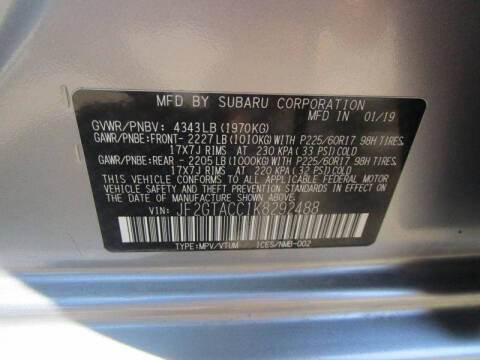 MFD BY SUBARU CORPORATION
MFD IN 01/19
GVWR/PNBV: 4343LB(1970KG)
GAWR/PNBE:FRONT- 2227LB(1010KG)WITH P225/60R17 98H TIRES,
17X7J RIMS AT 230 KPA(33 PSI)COLD
GAWR/PNBE:REAR - 2205LB(1000KG)WITH P225/60R17 98H TIRES,
17X7J RIMS AT 220 KPA(32 PSI)COLD
THIS VEHICLE CONFORMS TO ALL APPLICABLE FEDERAL
MOTOR VEHICLE SAFETY STANDARDS IN EFFECT ON THE
DATE OF MANUFACTURE SHOWN ABOVE.
VIN: JF2GTACC1K8292488
TYPE:MPV/VTUM ICES/NMB-002